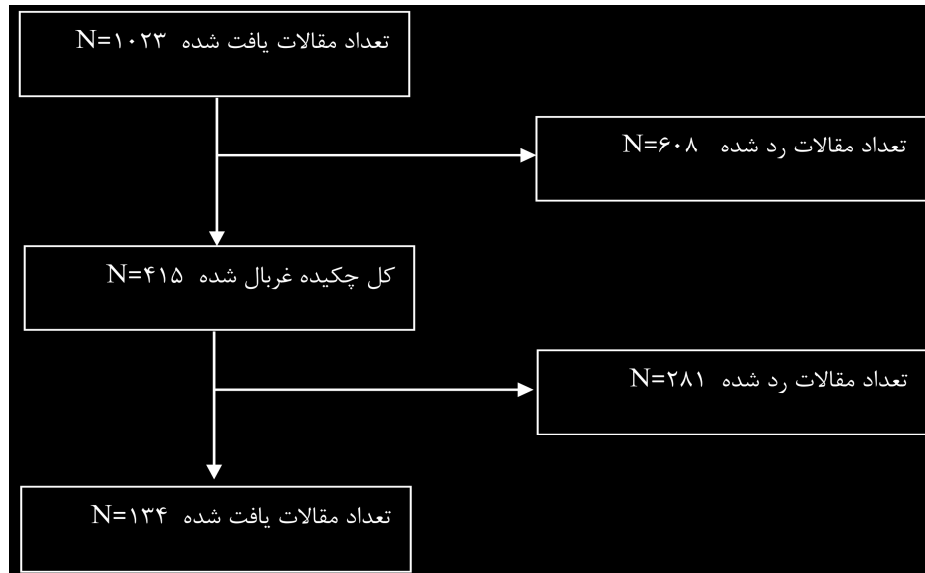 تعداد مقالات یافت شده N=۱۰۲۳
تعداد مقالات رد شده N=۶۰۸
کل چکیده غربال شده N=۴۱۵
تعداد مقالات رد شده N=۲۸۱
تعداد مقالات یافت شده N=۱۳۴